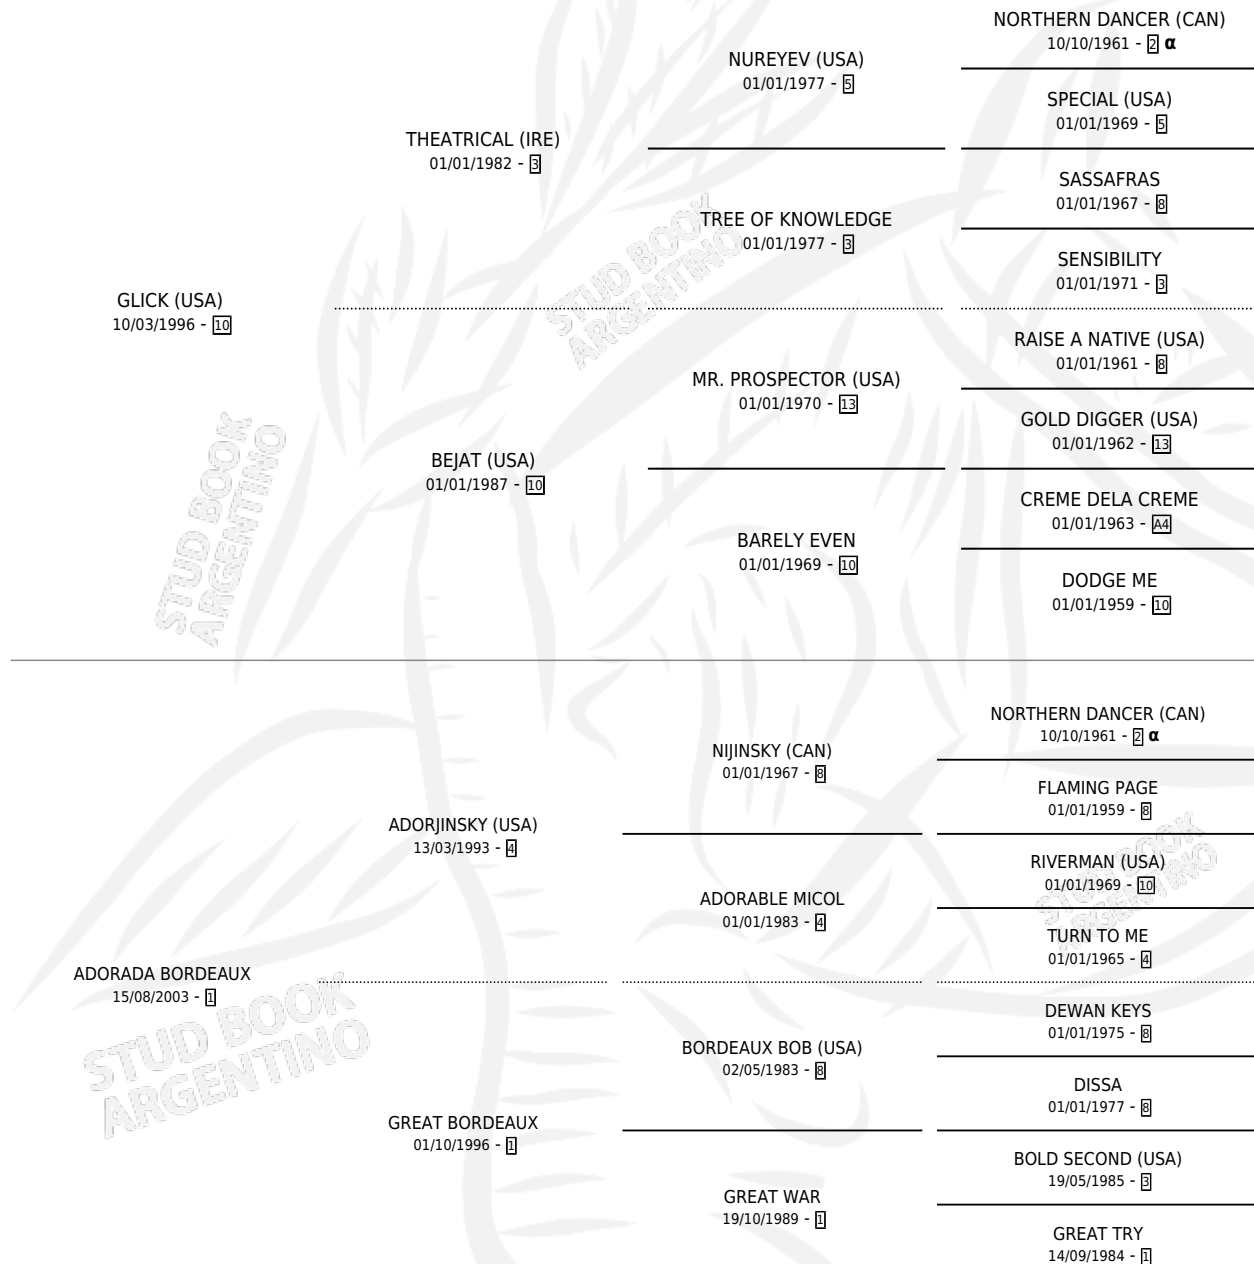 NORTHERN DANCER (CAN)
10/10/1961 - 2 α
NUREYEV (USA)
01/01/1977 - 5
SPECIAL (USA)
01/01/1969 - 5
THEATRICAL (IRE)
01/01/1982 - 3
SASSAFRAS
01/01/1967 - 8
TREE OF KNOWLEDGE
01/01/1977 - 3
SENSIBILITY
01/01/1971 - 3
STUD BOOK
ARGENTINO
GLICK (USA)
10/03/1996 - 10
RAISE A NATIVE (USA)
01/01/1961 - 8
MR. PROSPECTOR (USA)
01/01/1970 - 13
GOLD DIGGER (USA)
01/01/1962 - 13
STUD BOOK
ARGENTINO
BEJAT (USA)
01/01/1987 - 10
CREME DELA CREME
01/01/1963 - A4
BARELY EVEN
01/01/1969 - 10
DODGE ME
01/01/1959 - 10
NORTHERN DANCER (CAN)
10/10/1961 - 2 α
NIJINSKY (CAN)
01/01/1967 - 8
FLAMING PAGE
01/01/1959 - 8
ADORJINSKY (USA)
13/03/1993 - 4
STUD BOOK
ARGENTINO
RIVERMAN (USA)
01/01/1969 - 10
ADORABLE MICOL
01/01/1983 - 4
TURN TO ME
01/01/1965 - 4
ADORADA BORDEAUX
15/08/2003 - 1
STUD BOOK
ARGENTINO
DEWAN KEYS
01/01/1975 - 8
BORDEAUX BOB (USA)
02/05/1983 - 8
DISSA
01/01/1977 - 8
GREAT BORDEAUX
01/10/1996 - 1
BOLD SECOND (USA)
19/05/1985 - 3
GREAT WAR
19/10/1989 - 1
GREAT TRY
14/09/1984 - 1